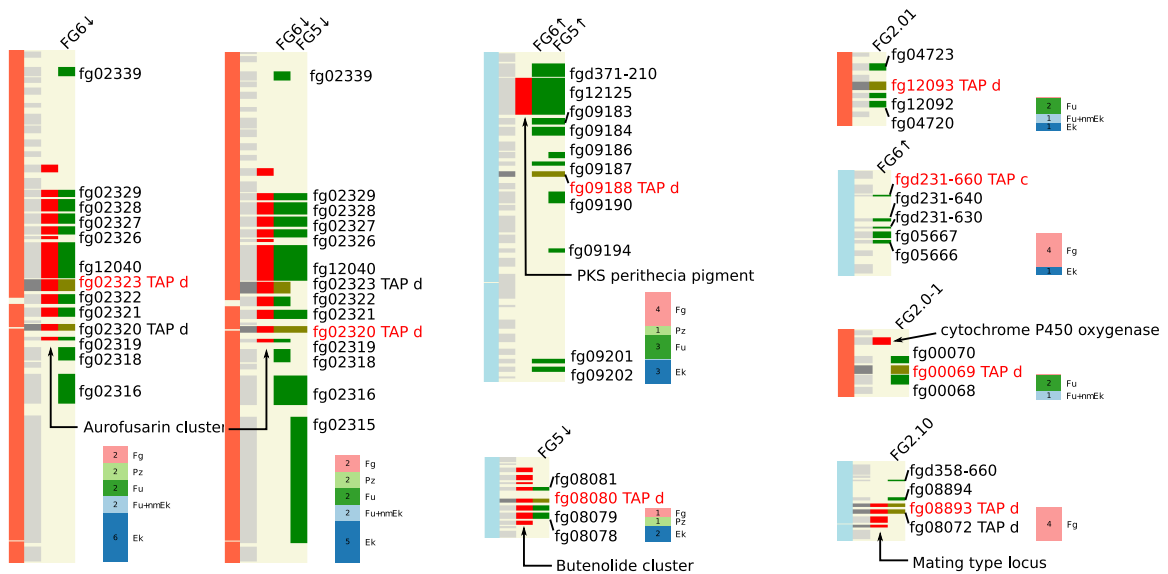 FG6↓
fg02339
fg02329
fg02328
fg02327
fg02326
fg12040
fg02323 TAP d
fg02322
fg02321
fg02320 TAP d
fg02319
fg02318
fg02316
Aurofusarin cluster
2 Fg
2 Pz
2 Fu
2 Fu+nmEk
6 Ek
FG6↓
FG5↓
fg02339
fg02329
fg02328
fg02327
fg02326
fg12040
fg02323 TAP d
fg02322
fg02321
fg02320 TAP d
fg02319
fg02318
fg02316
fg02315
2 Fg
2 Pz
2 Fu
2 Fu+nmEk
5 Ek
FG6↑
FG5↑
fgd371-210
fg12125
fg09183
fg09184
fg09186
fg09187
fg09188 TAP d
fg09190
fg09194
PKS perithecia pigment
4 Fg
1 Pz
3 Fu
3 Ek
fg09201
fg09202
FG5↓
fg08081
fg08080 TAP d
fg08079
fg08078
1 Fg
1 Pz
2 Ek
Butenolide cluster
FG2.01
fg04723
fg12093 TAP d
fg12092
fg04720
2 Fu
1 Fu+nmEk
1 Ek
FG6↑
fgd231-660 TAP c
fgd231-640
fgd231-630
fg05667
fg05666
4 Fg
1 Ek
FG2.0-1
cytochrome P450 oxygenase
fg00070
fg00069 TAP d
fg00068
2 Fu
1 Fu+nmEk
FG2.10
fgd358-660
fg08894
fg08893 TAP d
fg08072 TAP d
4 Fg
Mating type locus